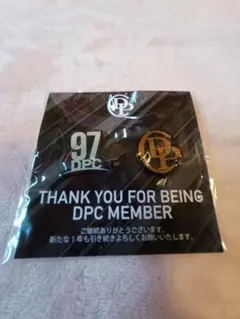 DPC
97
DPC
DPC
THANK YOU FOR BEING
DPC MEMBER
ご継続ありがとうございます。
新たな1年も引き続きよろしくお願いいたします。